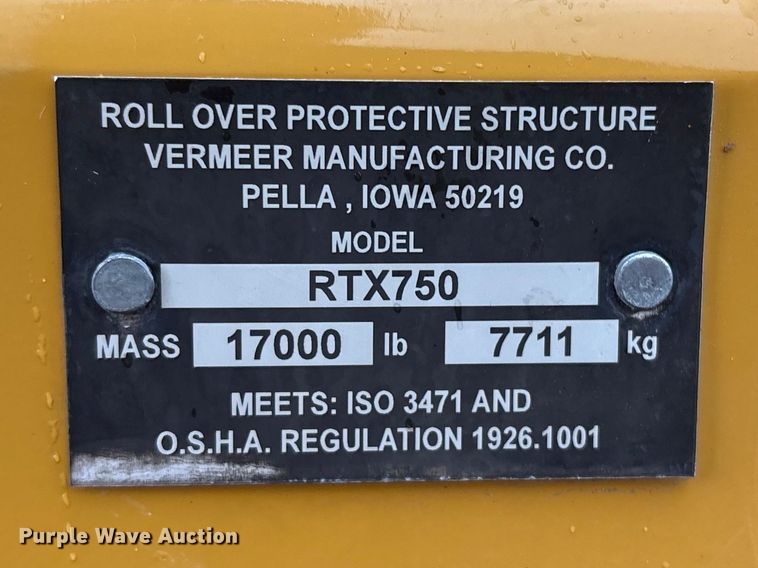 ROLL OVER PROTECTIVE STRUCTURE
VERMEER MANUFACTURING CO.
PELLA , IOWA 50219
MODEL
RTX750
MASS 17000 lb 7711 kg
MEETS: ISO 3471 AND
O.S.H.A. REGULATION 1926.1001
Purple Wave Auction